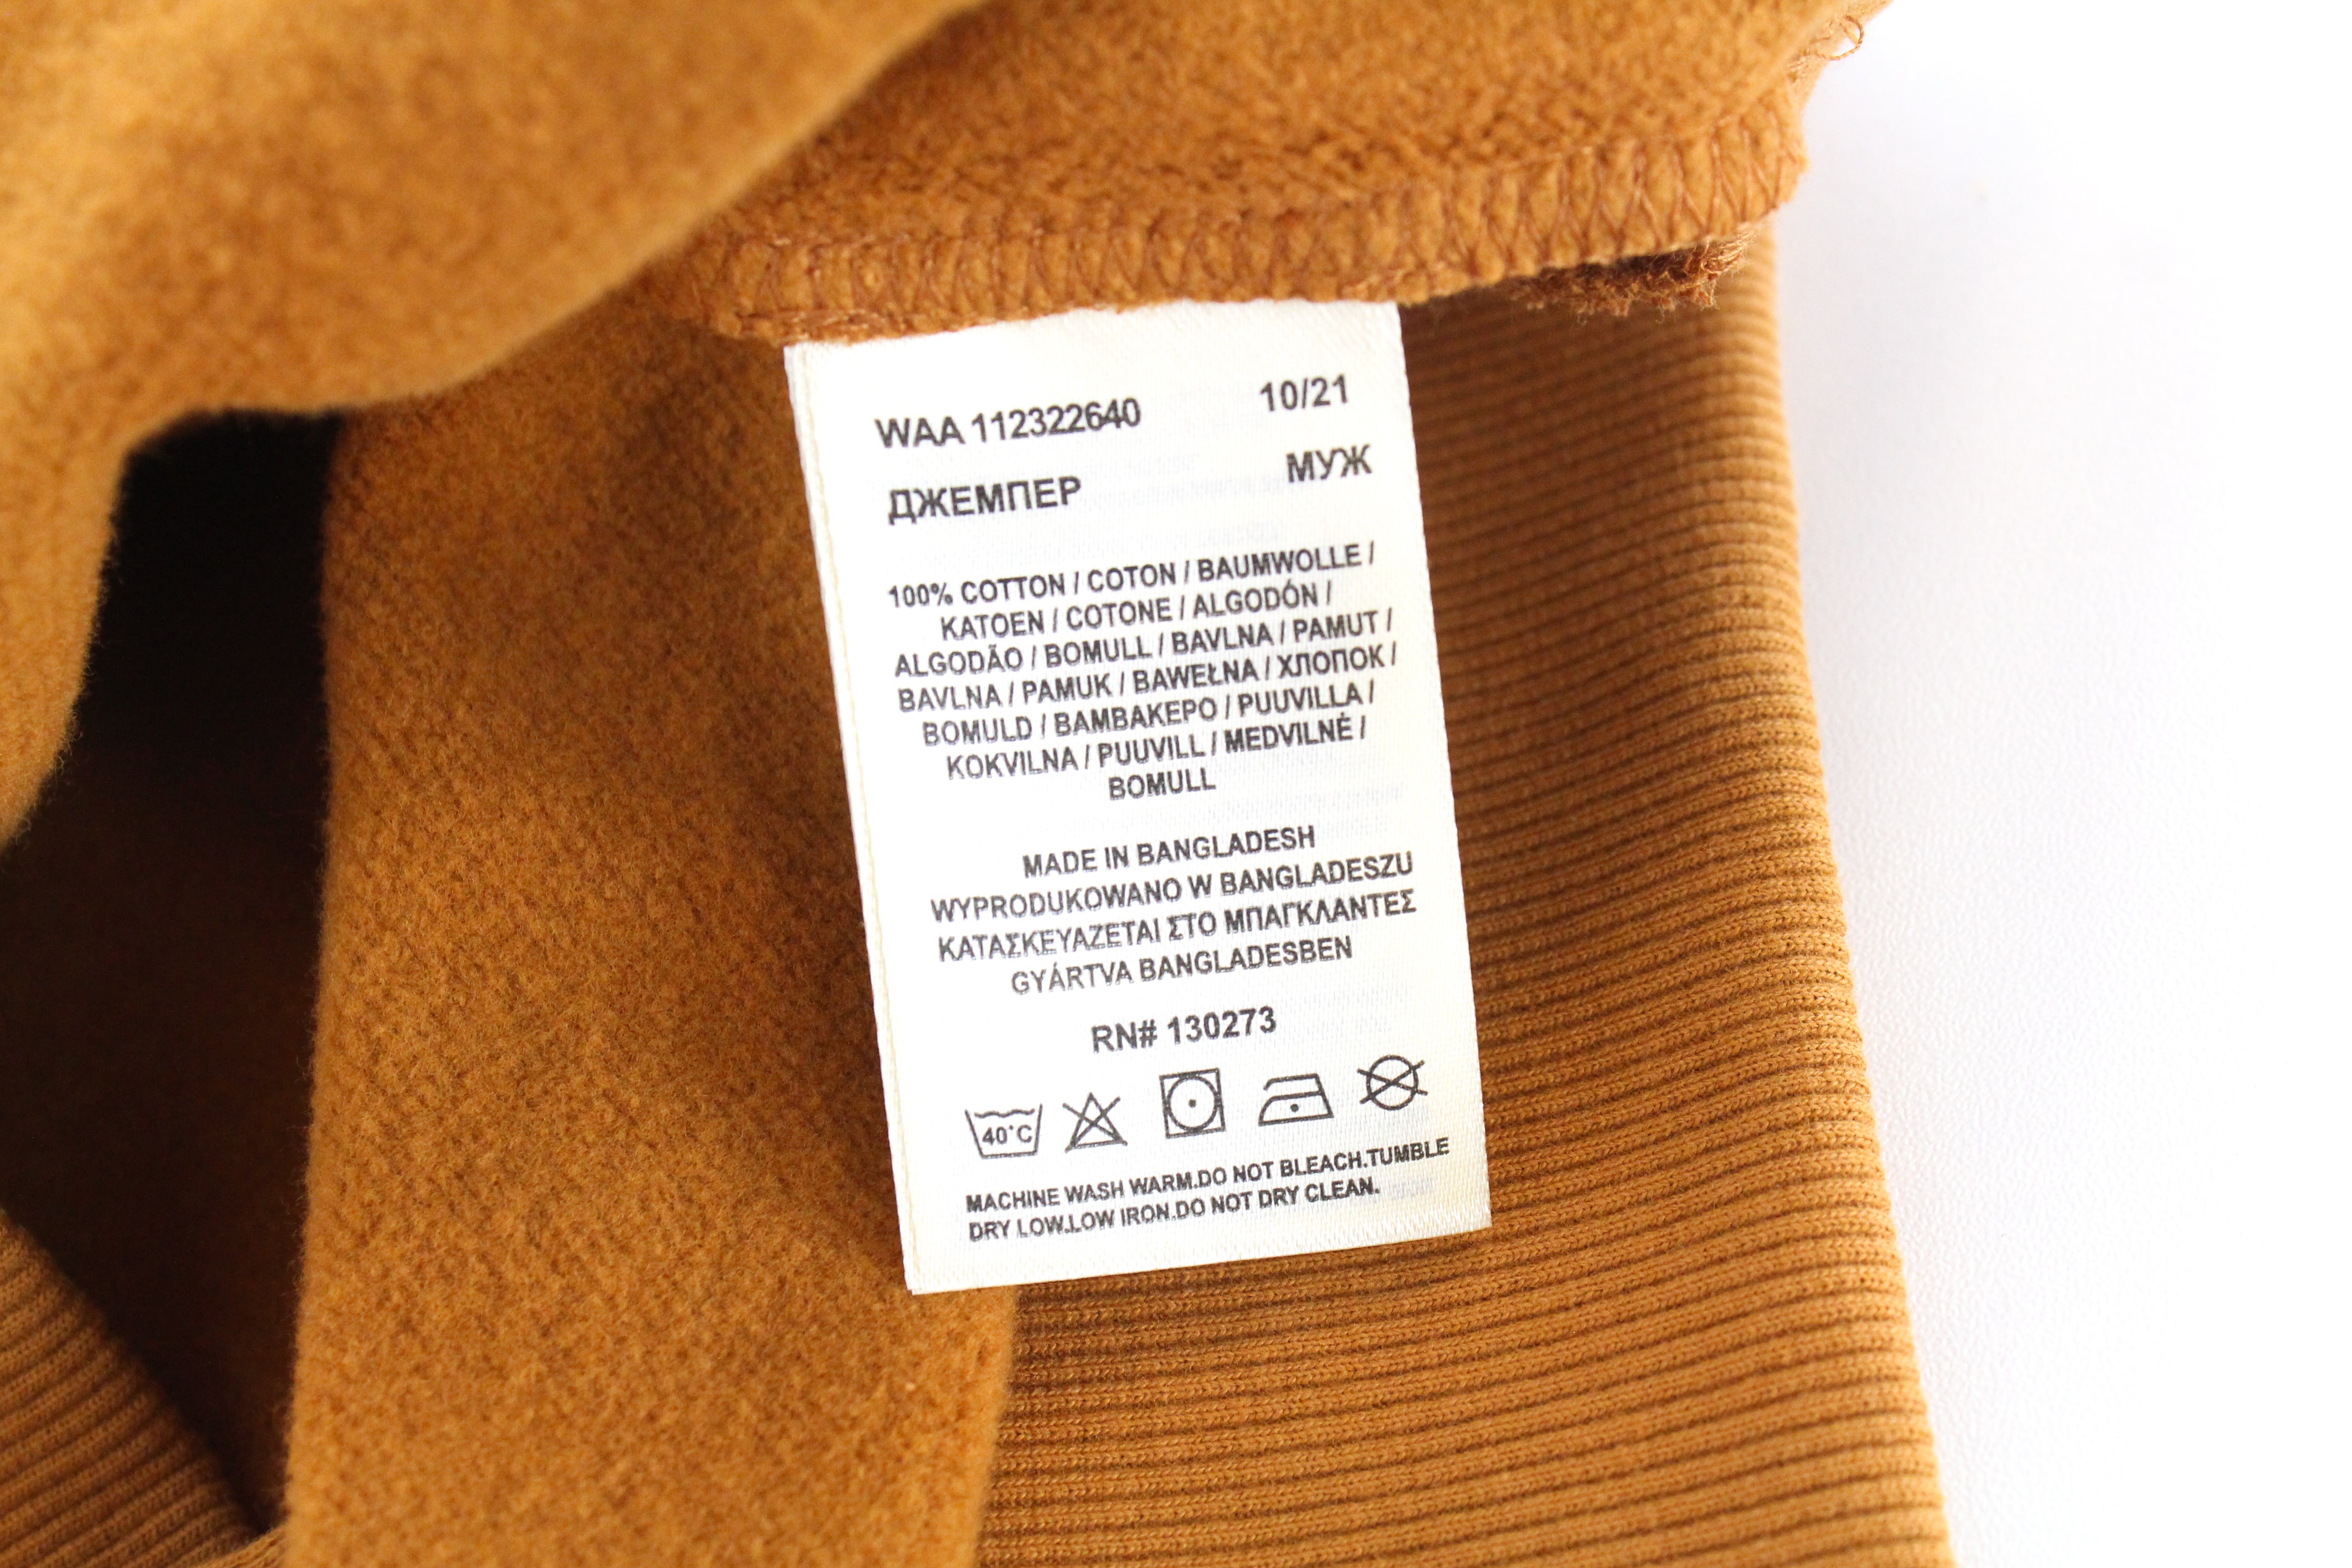 WAA 112322640 10/21
ДЖЕМПЕР МУЖ
100% COTTON / COTON / BAUMWOLLE /
KATOEN / COTONE / ALGODÓN /
ALGODÃO / BOMULL / BAVLNA / PAMUT /
BAVLNA / PAMUK / BAWEŁNA / ХЛОПОК /
BOMULD / BAMBAKEPO / PUUVILLA /
KOKVILNA / PUUVILL / MEDVILNĖ /
BOMULL
MADE IN BANGLADESH
WYPRODUKOWANO W BANGLADESZU
ΚΑΤΑΣΚΕΥΑΖΕΤΑΙ ΣΤΟ ΜΠΑΓΚΛΑΝΤΕΣ
GYÁRTVA BANGLADESBEN
RN# 130273
40°C
MACHINE WASH WARM.DO NOT BLEACH.TUMBLE
DRY LOW.LOW IRON.DO NOT DRY CLEAN.